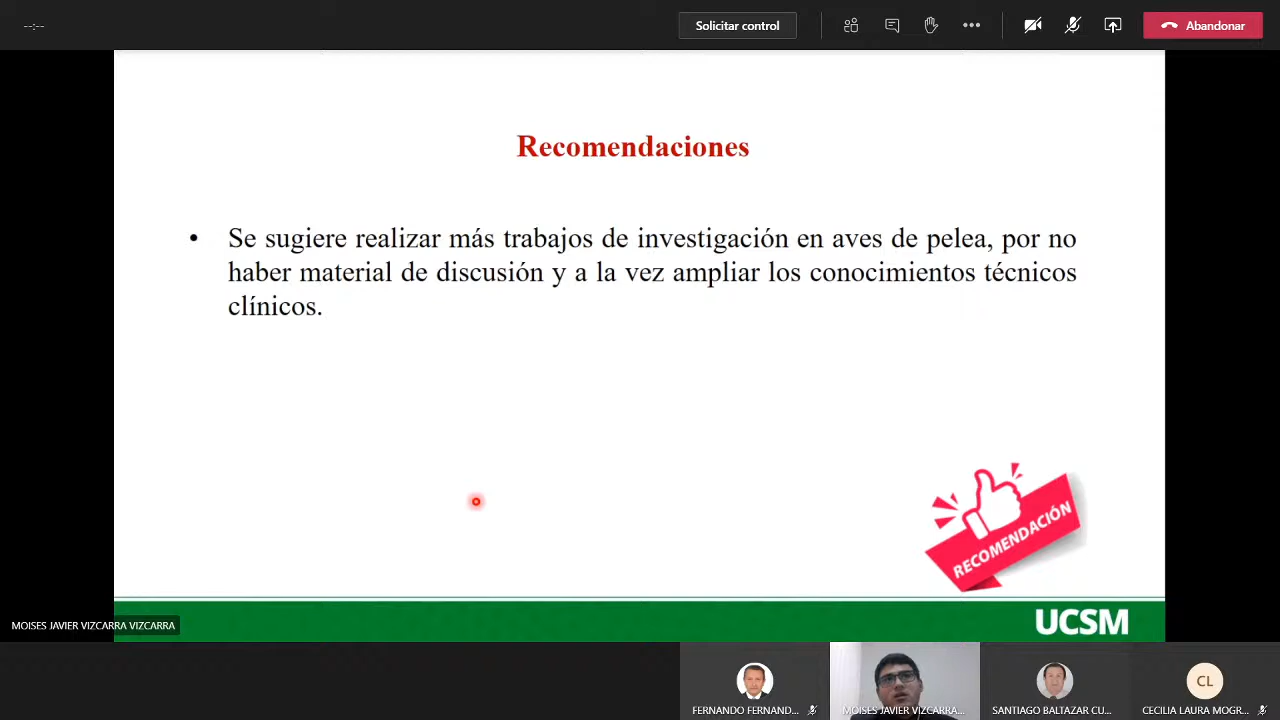 --:--
Solicitar control
Abandonar
Recomendaciones
• Se sugiere realizar más trabajos de investigación en aves de pelea, por no
haber material de discusión y a la vez ampliar los conocimientos técnicos
clínicos.
RECOMENDACIÓN
UCSM
MOISES JAVIER VIZCARRA VIZCARRA
FERNANDO FERNAND...
MOISES JAVIER VIZCARRA...
SANTIAGO BALTAZAR CU...
CL
CECILIA LAURA MOGR...